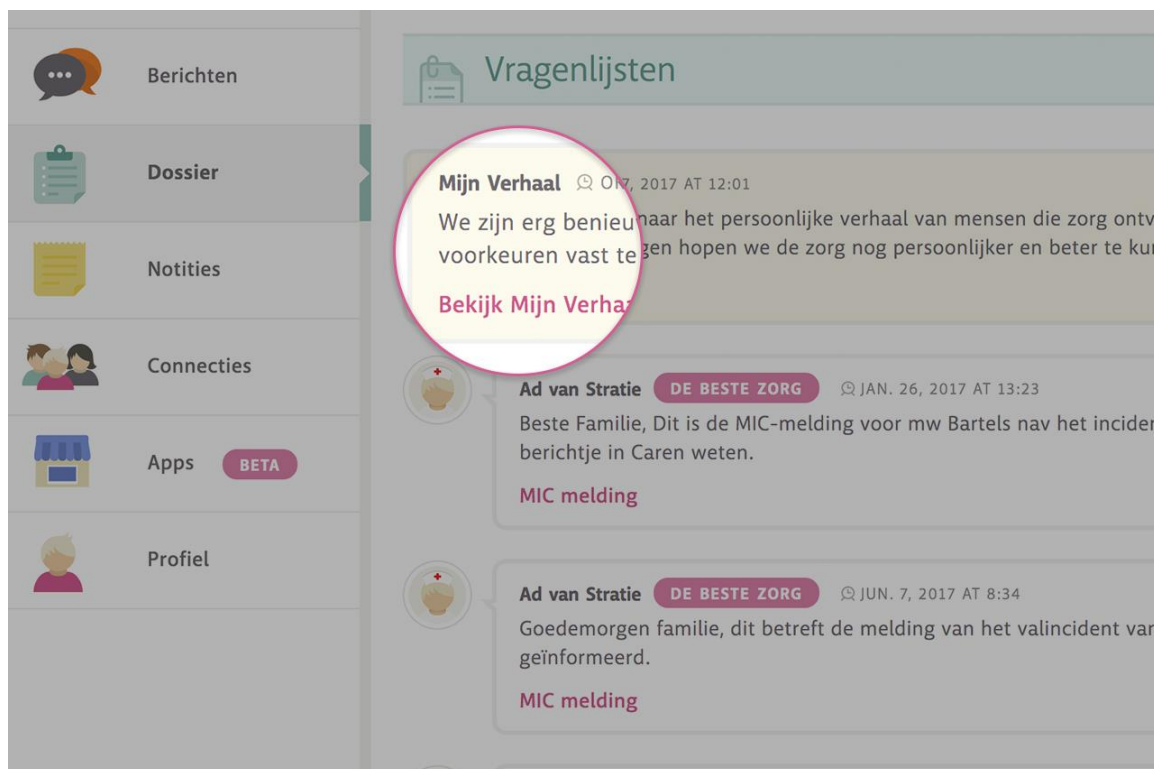 Berichten
Dossier
Notities
Connecties
Apps BETA
Profiel
Vragenlijsten
Mijn Verhaal 7, 2017 AT 12:01
We zijn erg benieu naar het persoonlijke verhaal van mensen die zorg ontv
voorkeuren vast te gen hopen we de zorg nog persoonlijker en beter te kur
Bekijk Mijn Verhaa
Ad van Stratie DE BESTE ZORG JAN. 26, 2017 AT 13:23
Beste Familie, Dit is de MIC-melding voor mw Bartels nav het inciden
berichtje in Caren weten.
MIC melding
Ad van Stratie DE BESTE ZORG JUN. 7, 2017 AT 8:34
Goedemorgen familie, dit betreft de melding van het valincident var
geïnformeerd.
MIC melding